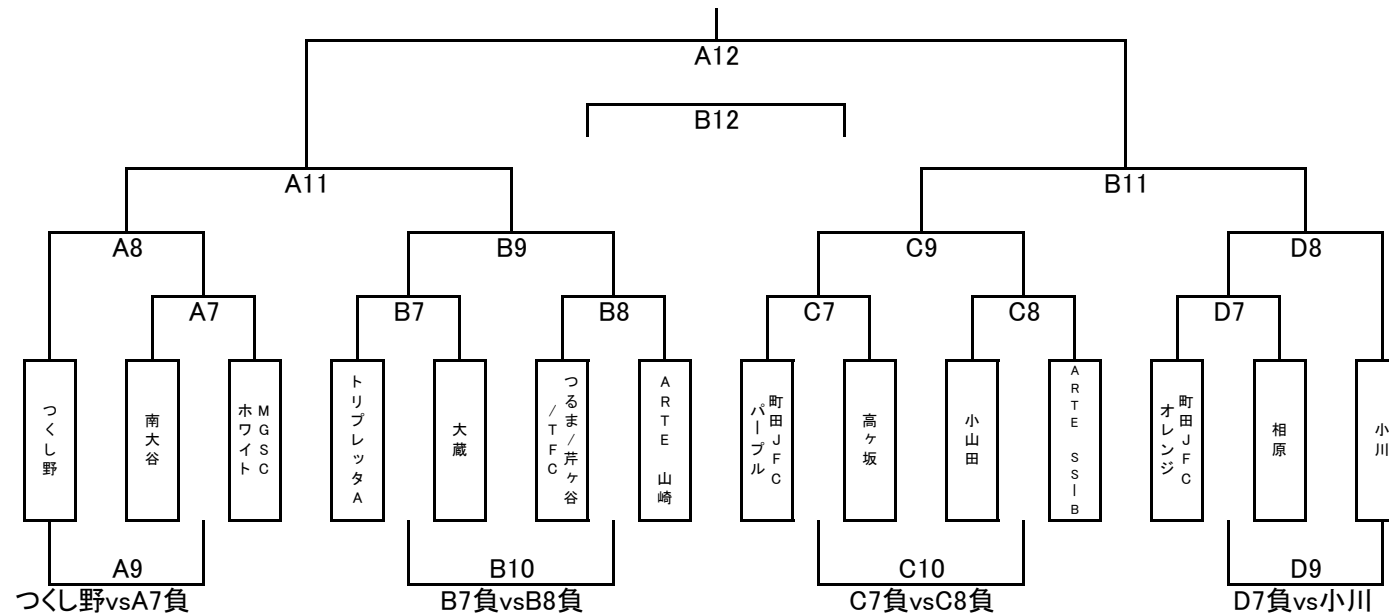 A12
B12
A11
B11
A8
B9
C9
D8
A7
B7
B8
C7
C8
D7
つくし野
南大谷
MGSC
ホワイト
トリプレッタA
大蔵
つるま/芹ヶ谷
/TFC
ARTE 山崎
町田JFC
パープル
高ヶ坂
小山田
ARTE SS-B
町田JFC
オレンジ
相原
小川
A9
B10
C10
D9
つくし野vsA7負
B7負vsB8負
C7負vsC8負
D7負vs小川